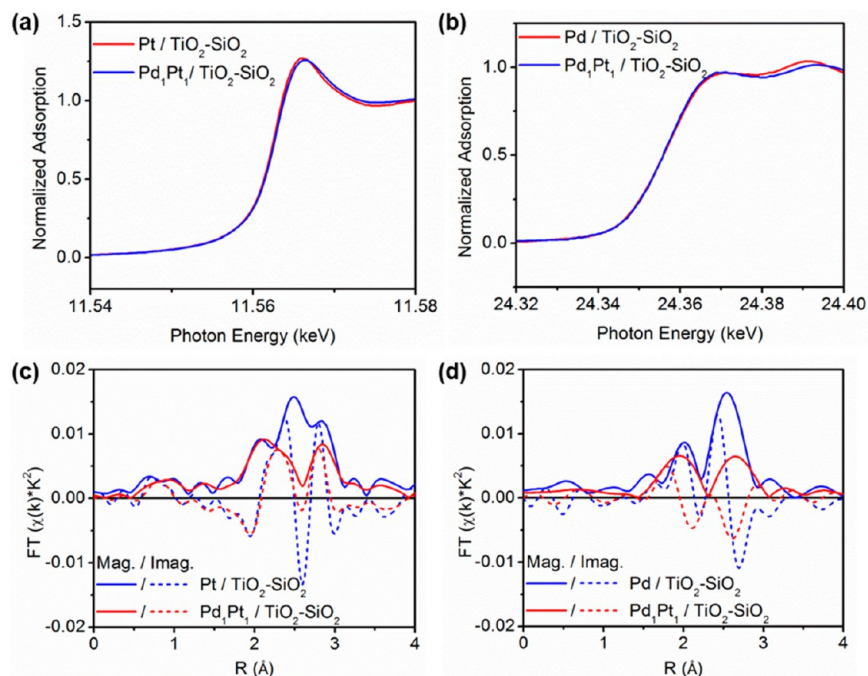 (a)
1.5
1.0
0.5
0.0
Normalized Adsorption
Pt / TiO₂-SiO₂
Pd₁Pt₁/ TiO₂-SiO₂
11.54 11.56 11.58
Photon Energy (keV)
(b)
1.0
0.5
0.0
Normalized Adsorption
Pd / TiO₂-SiO₂
Pd₁Pt₁ / TiO₂-SiO₂
24.32 24.34 24.36 24.38 24.40
Photon Energy (keV)
(c)
0.02
0.01
0.00
-0.01
-0.02
FT (χ(k)*K²)
Mag. / Imag.
/ Pt / TiO₂-SiO₂
/ Pd₁Pt₁ / TiO₂-SiO₂
0 1 2 3 4
R (Å)
(d)
0.02
0.01
0.00
-0.01
-0.02
FT (χ(k)*K²)
Mag. / Imag.
/ Pd / TiO₂-SiO₂
/ Pd₁Pt₁ / TiO₂-SiO₂
0 1 2 3 4
R (Å)